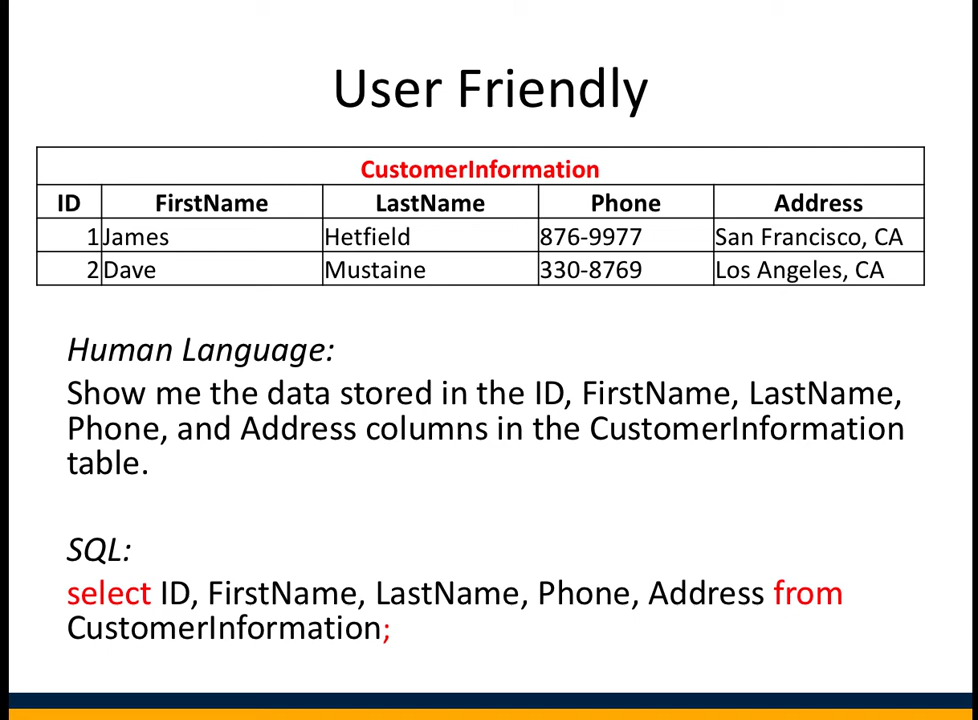 User Friendly
CustomerInformation
ID FirstName LastName Phone Address
1 James Hetfield 876-9977 San Francisco, CA
2 Dave Mustaine 330-8769 Los Angeles, CA
Human Language:
Show me the data stored in the ID, FirstName, LastName,
Phone, and Address columns in the CustomerInformation
table.
SQL:
select ID, FirstName, LastName, Phone, Address from
CustomerInformation;